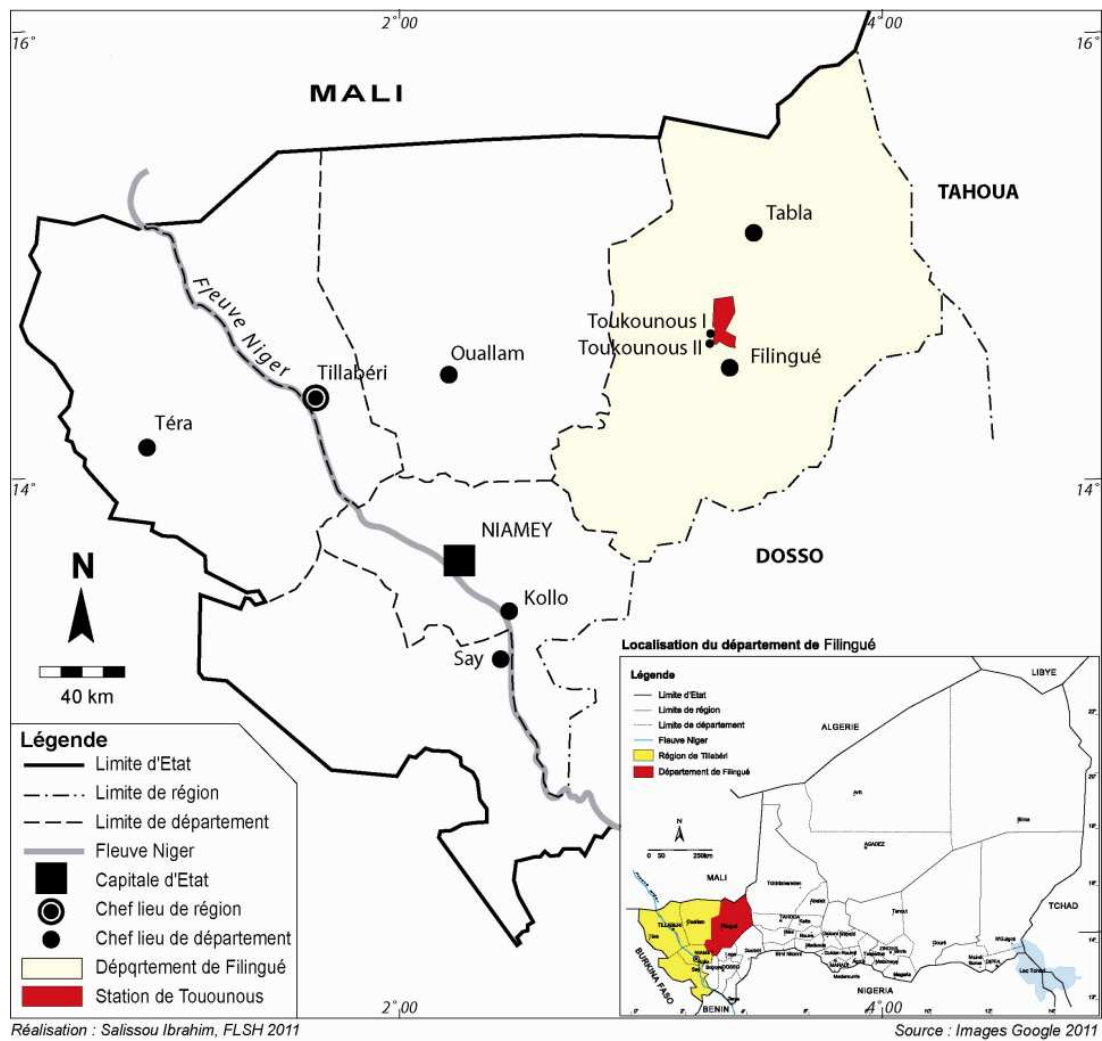 2°00'
4°00'
16°
16°
MALI
TAHOUA
Tabla
Toukounous I
Toukounous II
Filingué
Fleuve Niger
Ouallam
Tillabéri
Téra
14°
14°
NIAMEY
DOSSO
N
Kollo
Say
40 km
Localisation du département de Filingué
Légende
Limite d'Etat
Limite de région
Limite de département
Fleuve Niger
Région de Tillabéri
Département de Filingué
LIBYE
ALGERIE
N
0 50 250km
MALI
AGADEZ
TCHAD
TAHOUA
BURKINA FASO
BENIN
NIGERIA
Légende
Limite d'Etat
Limite de région
Limite de département
Fleuve Niger
Capitale d'Etat
Chef lieu de région
Chef lieu de département
Dépqrtement de Filingué
Station de Touounous
2°00'
4°00'
Réalisation : Salissou Ibrahim, FLSH 2011
Source : Images Google 2011